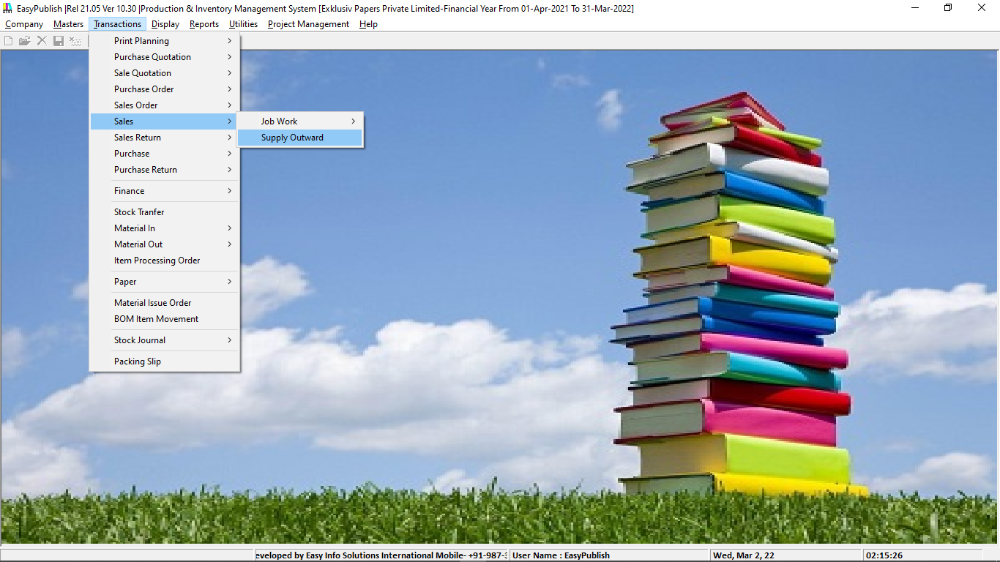 EasyPublish |Rel 21.05 Ver 10.30 |Production & Inventory Management System [Exklusiv Papers Private Limited-Financial Year From 01-Apr-2021 To 31-Mar-2022]
Company Masters Transactions Display Reports Utilities Project Management Help
Print Planning
Purchase Quotation
Sale Quotation
Purchase Order
Sales Order
Sales
Sales Return
Purchase
Purchase Return
Finance
Stock Tranfer
Material In
Material Out
Item Processing Order
Paper
Material Issue Order
BOM Item Movement
Stock Journal
Packing Slip
Job Work
Supply Outward
eveloped by Easy Info Solutions International Mobile- +91-987- User Name : EasyPublish Wed, Mar 2, 22 02:15:26